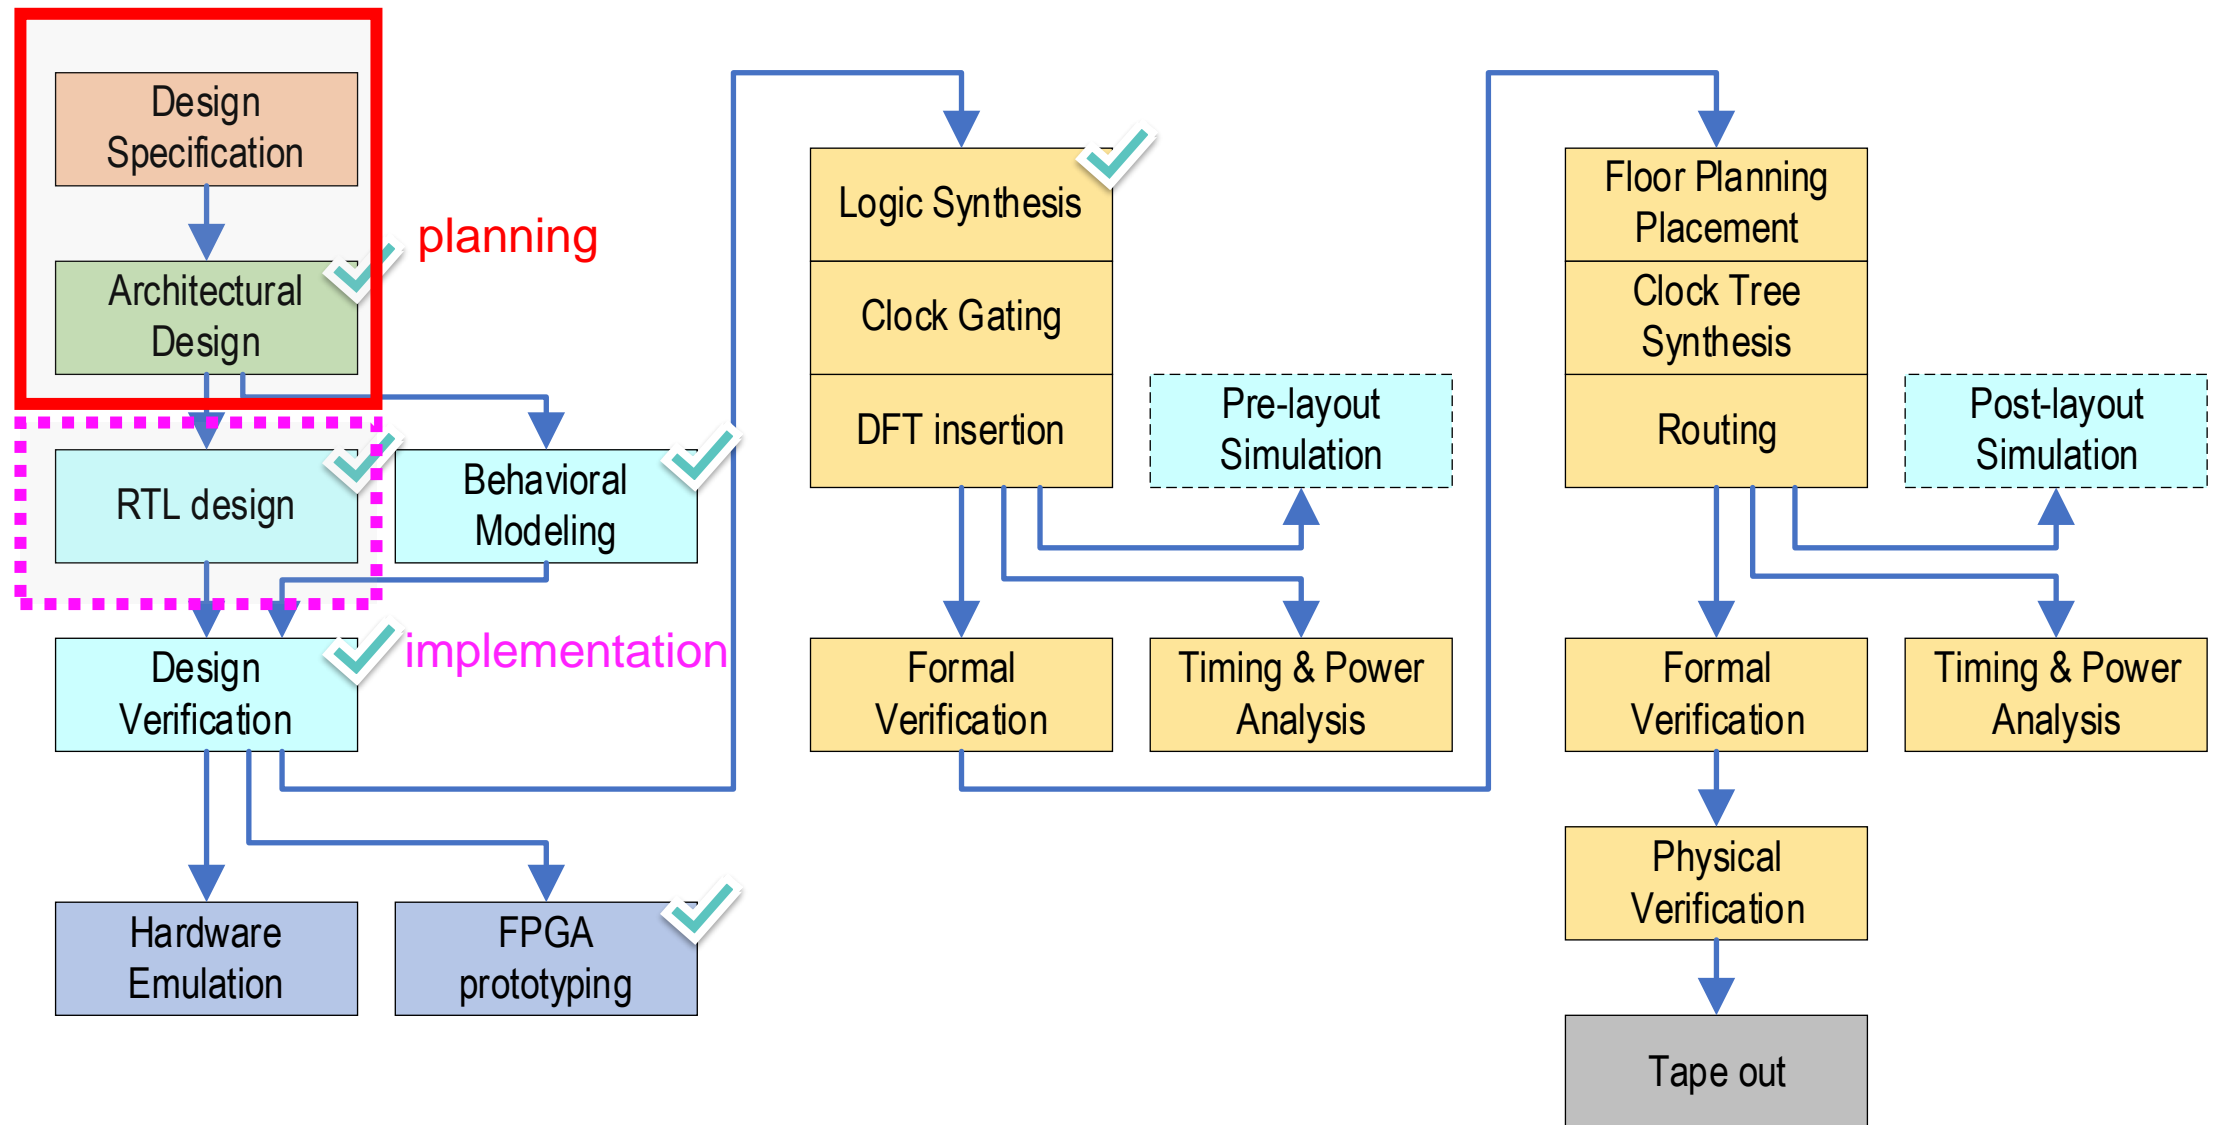 Design
Specification
Architectural
Design
planning
RTL design
Behavioral
Modeling
Design
Verification
implementation
Hardware
Emulation
FPGA
prototyping
Logic Synthesis
Clock Gating
DFT insertion
Pre-layout
Simulation
Formal
Verification
Timing & Power
Analysis
Floor Planning
Placement
Clock Tree
Synthesis
Routing
Post-layout
Simulation
Formal
Verification
Timing & Power
Analysis
Physical
Verification
Tape out